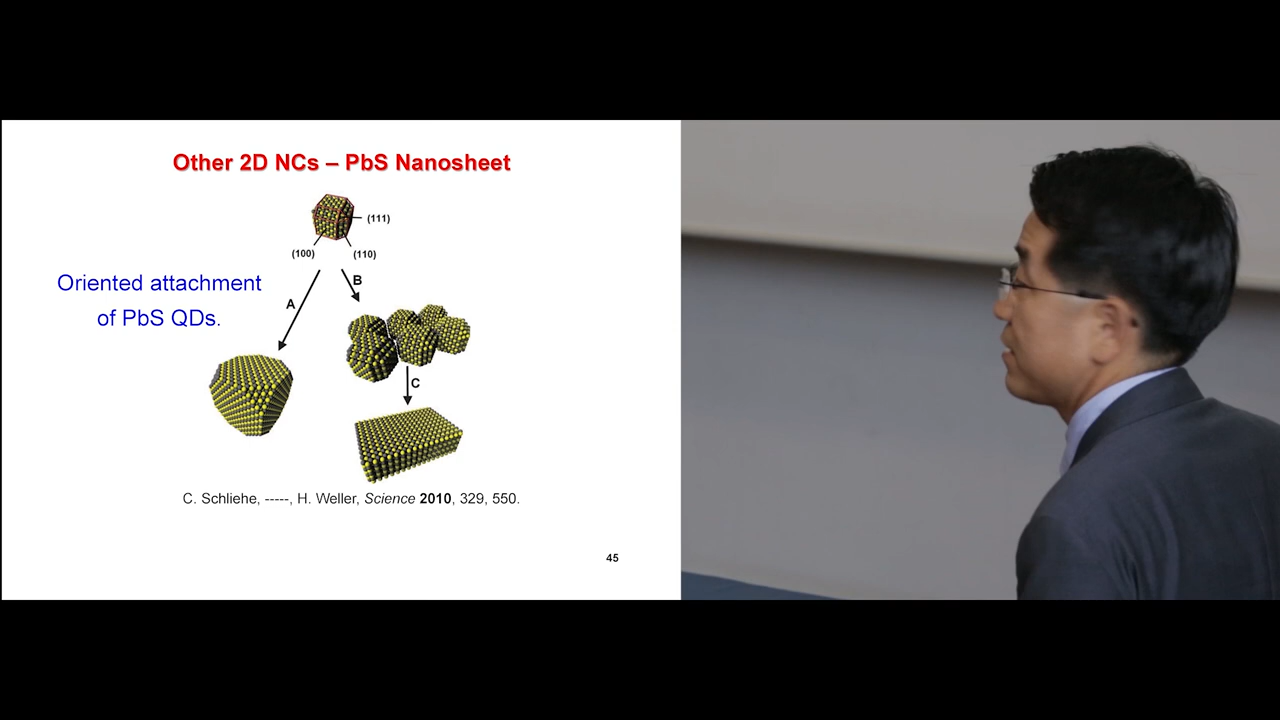 Other 2D NCs – PbS Nanosheet
(111)
(100)
(110)
Oriented attachment
of PbS QDs.
A
B
C
C. Schliehe, -----, H. Weller, Science 2010, 329, 550.
45